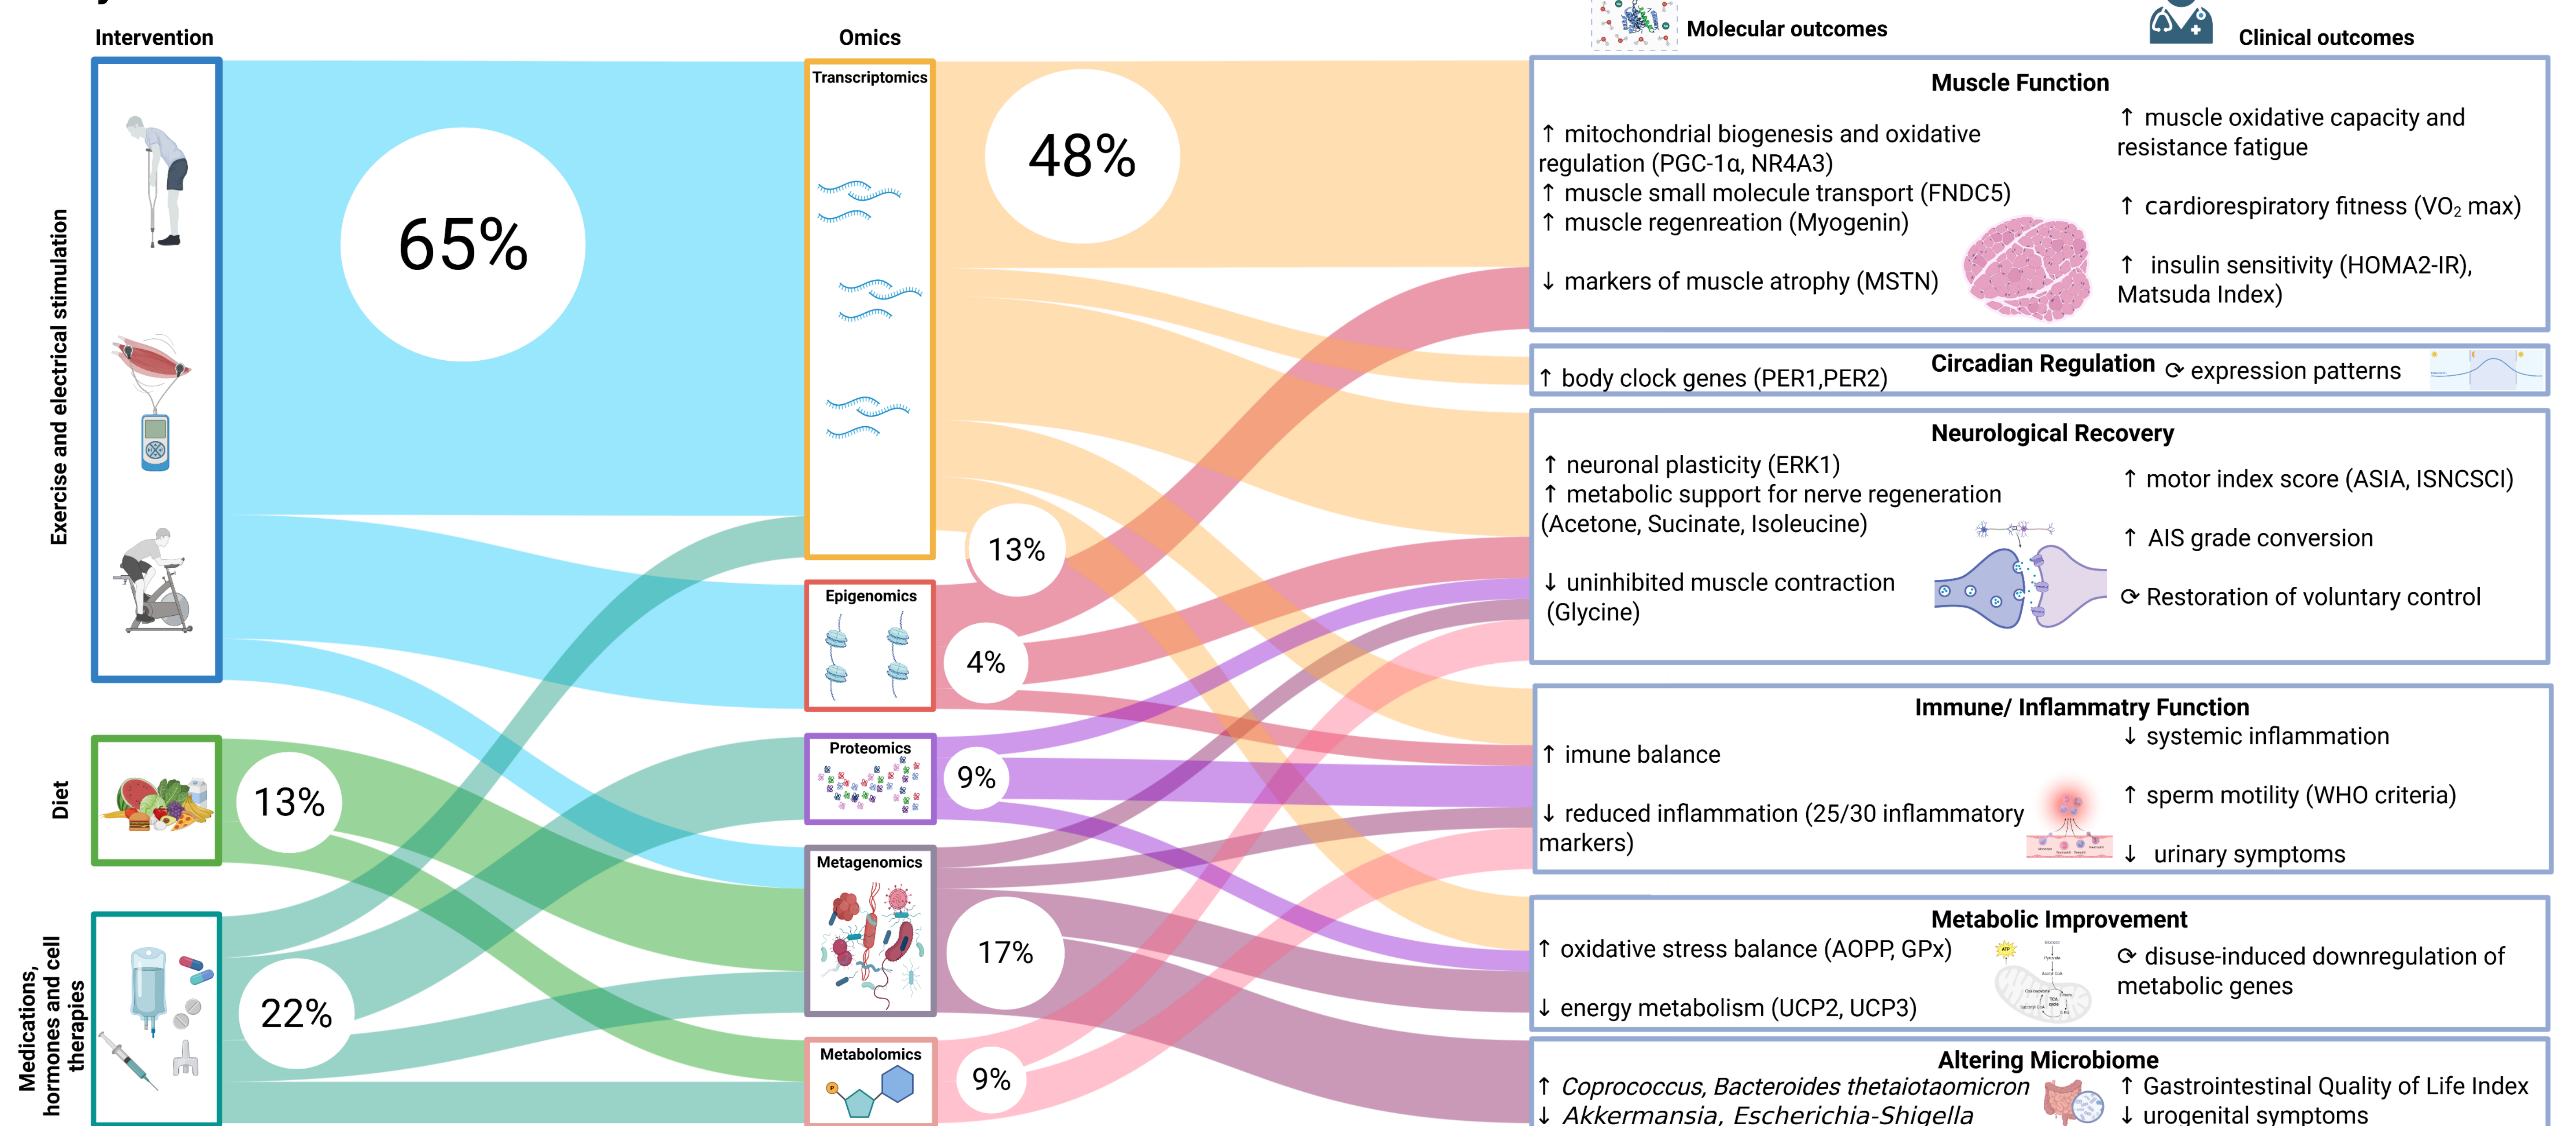 Intervention
Omics
Molecular outcomes
Clinical outcomes
Exercise and electrical stimulation
65%
Diet
13%
Medications,
hormones and cell
therapies
22%
Transcriptomics
48%
Epigenomics
13%
4%
Proteomics
9%
Metagenomics
17%
Metabolomics
P
9%
Muscle Function
↑ mitochondrial biogenesis and oxidative
regulation (PGC-1α, NR4A3)
↑ muscle small molecule transport (FNDC5)
↑ muscle regenreation (Myogenin)
↓ markers of muscle atrophy (MSTN)
↑ muscle oxidative capacity and
resistance fatigue
↑ cardiorespiratory fitness (VO₂ max)
↑ insulin sensitivity (HOMA2-IR),
Matsuda Index)
Circadian Regulation
↑ body clock genes (PER1,PER2)
⟳ expression patterns
Neurological Recovery
↑ neuronal plasticity (ERK1)
↑ metabolic support for nerve regeneration
(Acetone, Sucinate, Isoleucine)
↓ uninhibited muscle contraction
(Glycine)
↑ motor index score (ASIA, ISNCSCI)
↑ AIS grade conversion
⟳ Restoration of voluntary control
Immune/ Inflammatry Function
↑ imune balance
↓ reduced inflammation (25/30 inflammatory
markers)
↓ systemic inflammation
↑ sperm motility (WHO criteria)
↓ urinary symptoms
Metabolic Improvement
↑ oxidative stress balance (AOPP, GPx)
↓ energy metabolism (UCP2, UCP3)
ATP
TCA
cycle
⟳ disuse-induced downregulation of
metabolic genes
Altering Microbiome
↑ Coprococcus, Bacteroides thetaiotaomicron
↓ Akkermansia, Escherichia-Shigella
↑ Gastrointestinal Quality of Life Index
↓ urogenital symptoms